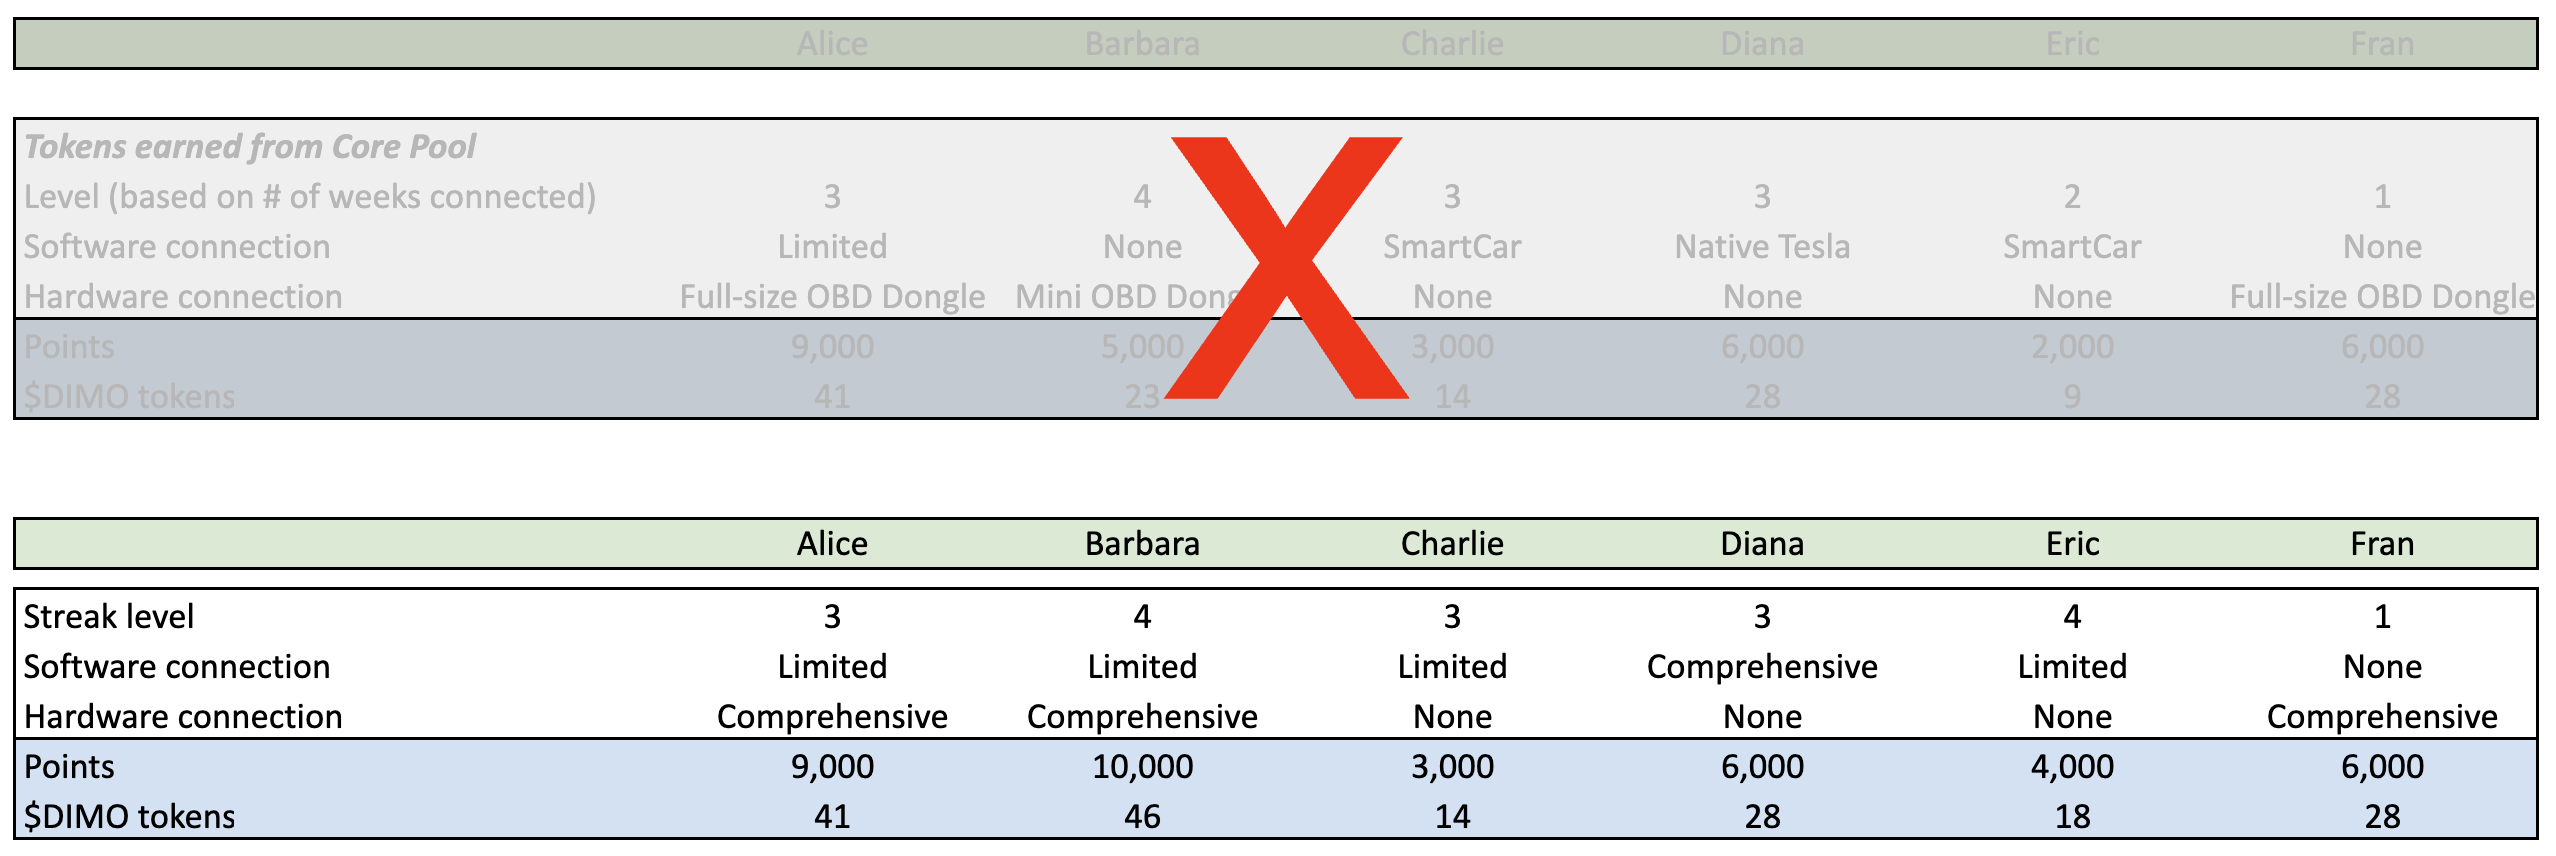 Alice Barbara Charlie Diana Eric Fran
Tokens earned from Core Pool
Level (based on # of weeks connected) 3 4 3 3 2 1
Software connection Limited None SmartCar Native Tesla SmartCar None
Hardware connection Full-size OBD Dongle Mini OBD Dong None None None Full-size OBD Dongle
Points 9,000 5,000 3,000 6,000 2,000 6,000
$DIMO tokens 41 23 14 28 9 28
X
Alice Barbara Charlie Diana Eric Fran
Streak level 3 4 3 3 4 1
Software connection Limited Limited Limited Comprehensive Limited None
Hardware connection Comprehensive Comprehensive None None None Comprehensive
Points 9,000 10,000 3,000 6,000 4,000 6,000
$DIMO tokens 41 46 14 28 18 28